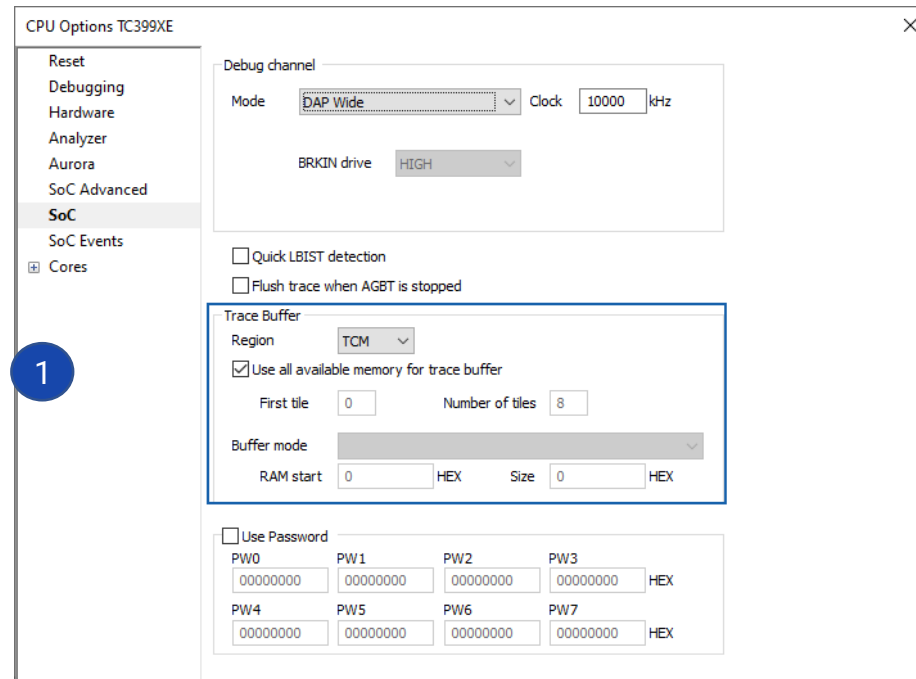 CPU Options TC399XE
Reset
Debugging
Hardware
Analyzer
Aurora
SoC Advanced
SoC
SoC Events
Cores
1
Debug channel
Mode DAP Wide Clock 10000 kHz
BRKIN drive HIGH
Quick LBIST detection
Flush trace when AGBT is stopped
Trace Buffer
Region TCM
Use all available memory for trace buffer
First tile 0 Number of tiles 8
Buffer mode
RAM start 0 HEX Size 0 HEX
Use Password
PW0 PW1 PW2 PW3
00000000 00000000 00000000 00000000 HEX
PW4 PW5 PW6 PW7
00000000 00000000 00000000 00000000 HEX